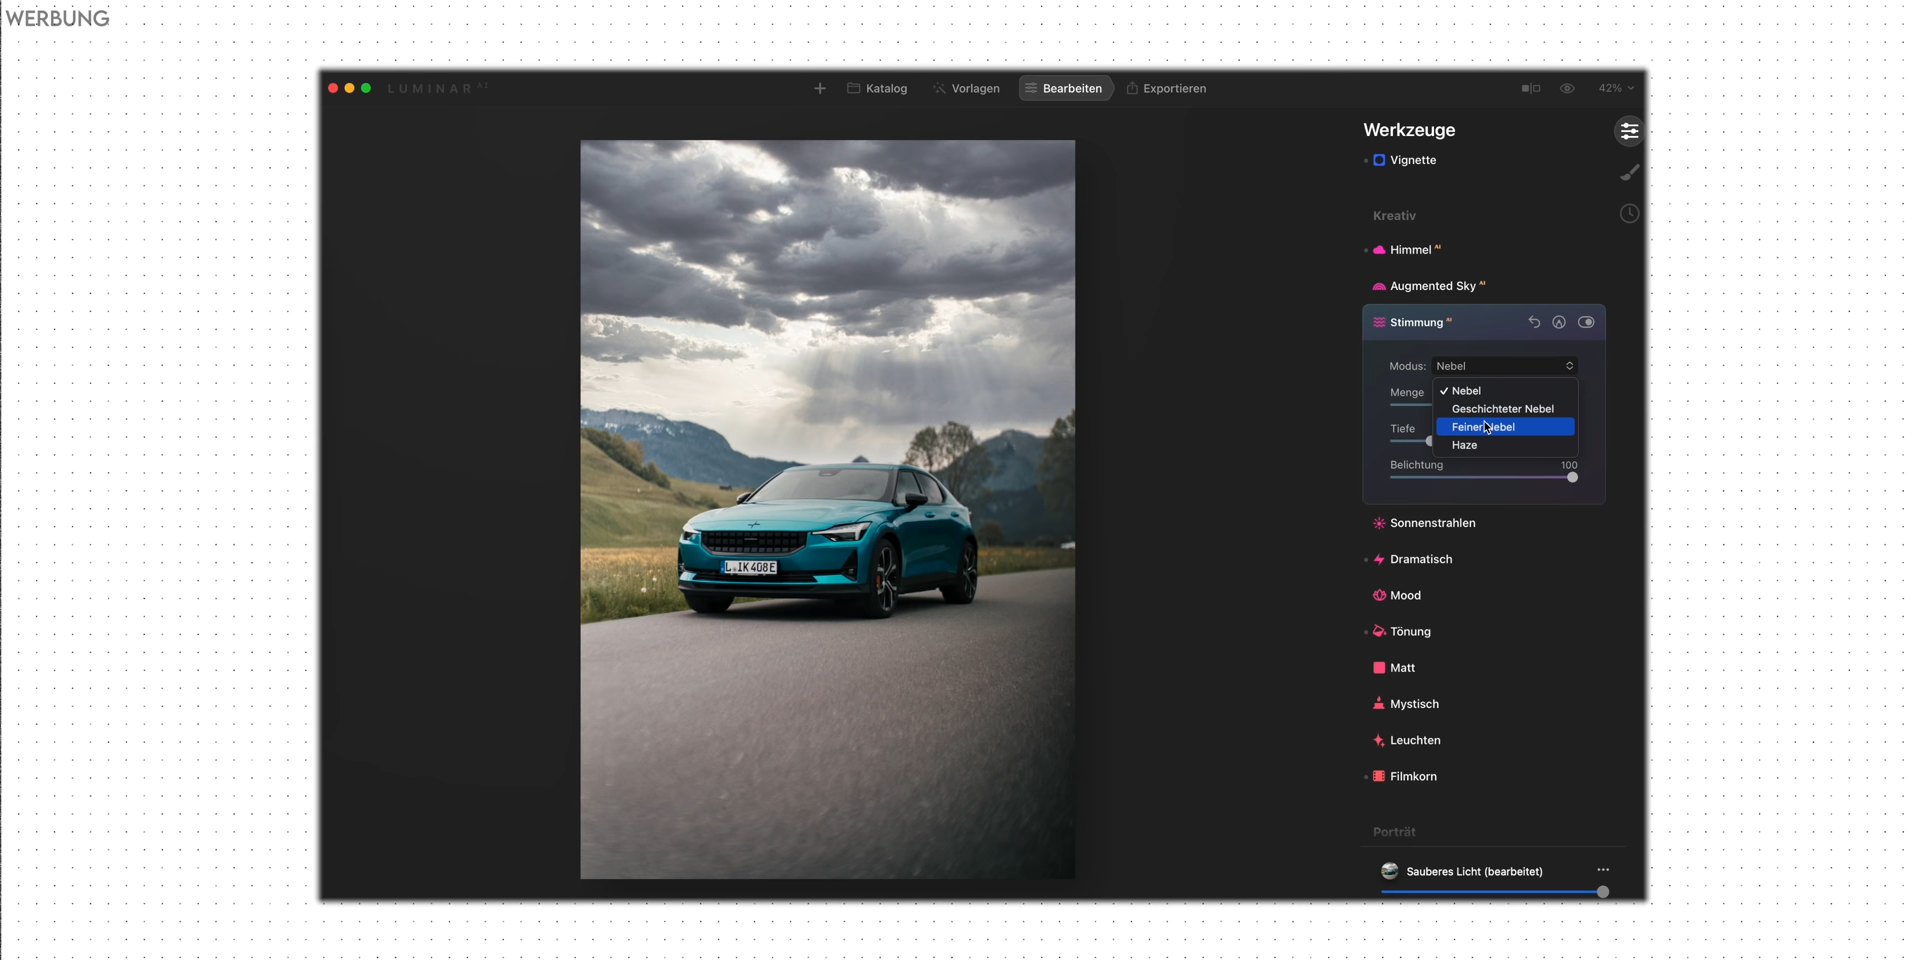 WERBUNG
LUMINAR AI
Katalog
Vorlagen
Bearbeiten
Exportieren
42%
Werkzeuge
Vignette
Kreativ
Himmel AI
Augmented Sky AI
Stimmung AI
Modus: Nebel
Menge
✓ Nebel
Geschichteter Nebel
Tiefe
Feiner Nebel
Haze
Belichtung 100
Sonnenstrahlen
Dramatisch
Mood
Tönung
Matt
Mystisch
Leuchten
Filmkorn
Porträt
Sauberes Licht (bearbeitet)
IK 408E